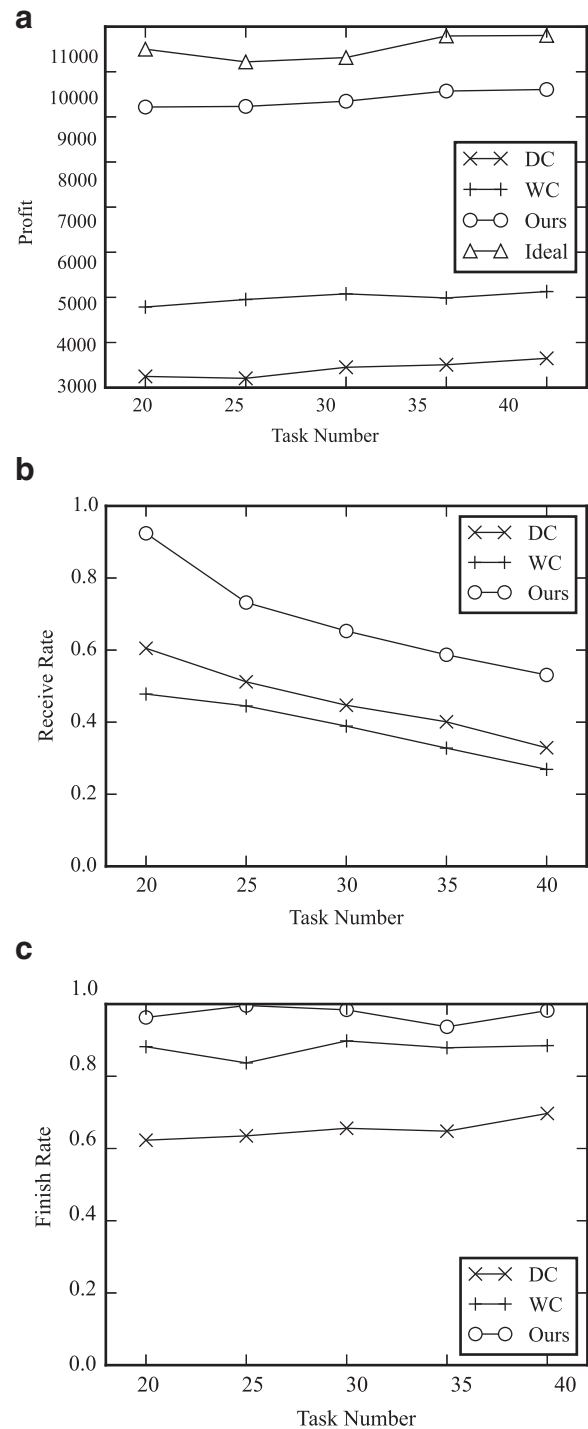 a
11000
10000
9000
8000
7000
6000
5000
4000
3000
Profit
DC
WC
Ours
Ideal
20 25 30 35 40
Task Number
b
1.0
0.8
0.6
0.4
0.2
0.0
Receive Rate
DC
WC
Ours
20 25 30 35 40
Task Number
c
1.0
0.8
0.6
0.4
0.2
0.0
Finish Rate
DC
WC
Ours
20 25 30 35 40
Task Number